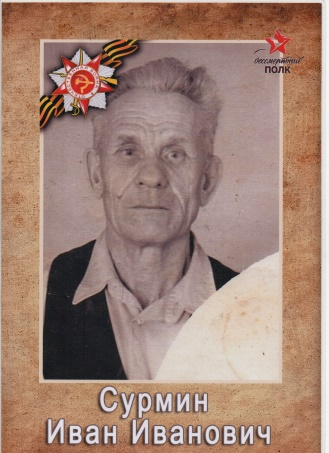 бессмертный
ПОЛК
Сурмин
Иван Иванович